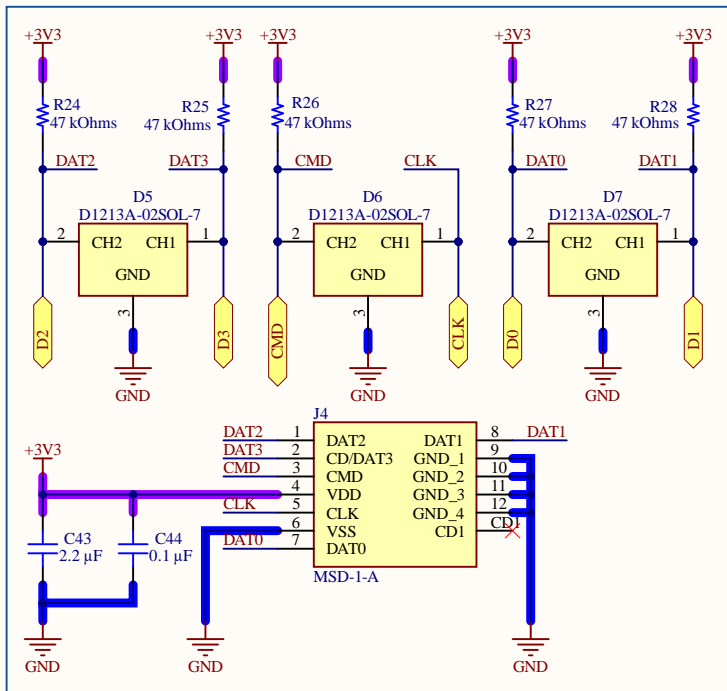 +3V3 +3V3 +3V3 +3V3 +3V3
R24 R25 R26 R27 R28
47 kOhms 47 kOhms 47 kOhms 47 kOhms 47 kOhms
DAT2 DAT3 CMD CLK DAT0 DAT1
D5 D6 D7
D1213A-02SOL-7 D1213A-02SOL-7 D1213A-02SOL-7
2 CH2 CH1 1 2 CH2 CH1 1 2 CH2 CH1 1
GND GND GND
3 3 3
D2 D3 CMD CLK D0 D1
GND GND GND
J4
DAT2 1 DAT2 DAT1 8 DAT1
+3V3 DAT3 2 CD/DAT3 GND_1 9
CMD 3 CMD GND_2 10
4 VDD GND_3 11
CLK 5 CLK GND_4 12
6 VSS CD1 CD1
C43 C44
DAT0 7 DAT0
2.2 µF 0.1 µF
MSD-1-A
GND GND GND